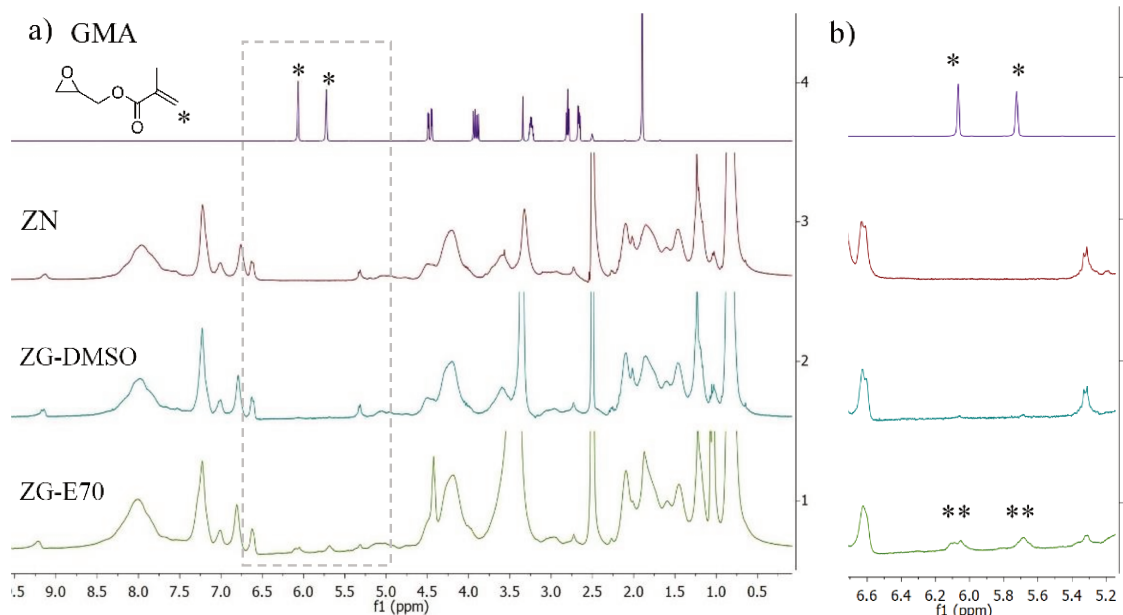 a) GMA
b)
* *
* *
O
O
O
*
4
ZN
3
ZG-DMSO
2
ZG-E70
** **
1
9.5 9.0 8.5 8.0 7.5 7.0 6.5 6.0 5.5 5.0 4.5 4.0 3.5 3.0 2.5 2.0 1.5 1.0 0.5
f1 (ppm)
6.6 6.4 6.2 6.0 5.8 5.6 5.4 5.2
f1 (ppm)